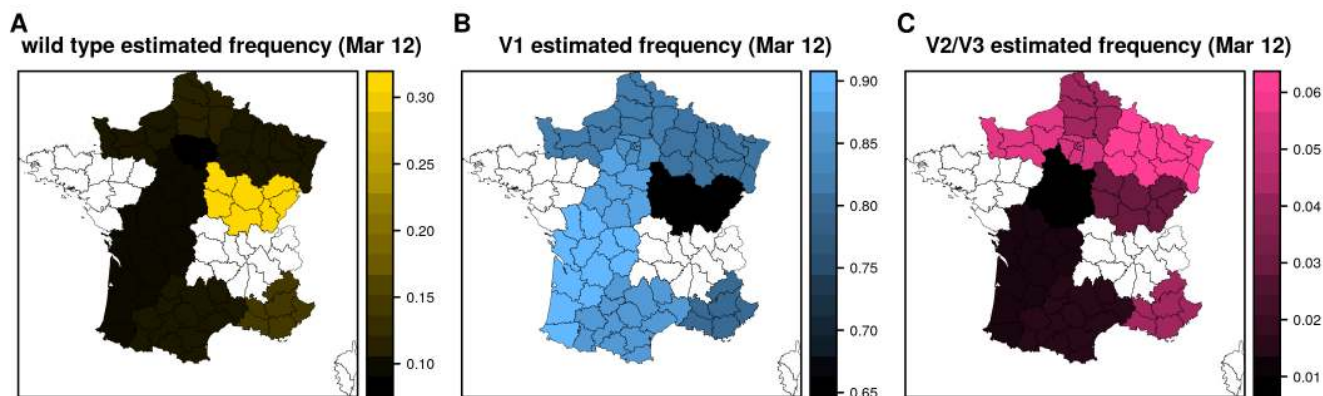 A
wild type estimated frequency (Mar 12)
0.30
0.25
0.20
0.15
0.10
B
V1 estimated frequency (Mar 12)
0.90
0.85
0.80
0.75
0.70
0.65
C
V2/V3 estimated frequency (Mar 12)
0.06
0.05
0.04
0.03
0.02
0.01